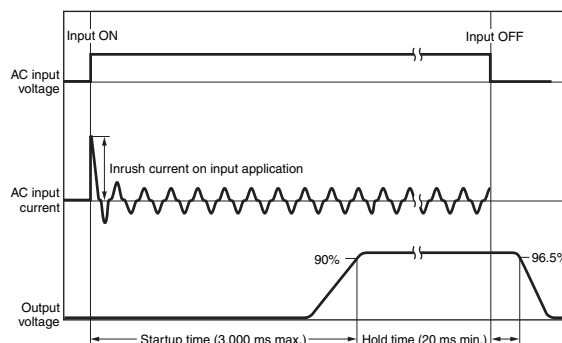 Input ON
Input OFF
AC input
voltage
Inrush current on input application
AC input
current
90%
96.5%
Output
voltage
Startup time (3,000 ms max.)
Hold time (20 ms min.)